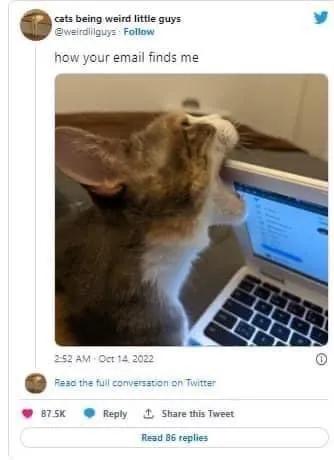 cats being weird little guys
@weirdlilguys · Follow
how your email finds me
2:52 AM · Oct 14, 2022
Read the full conversation on Twitter
87.5K Reply Share this Tweet
Read 86 replies